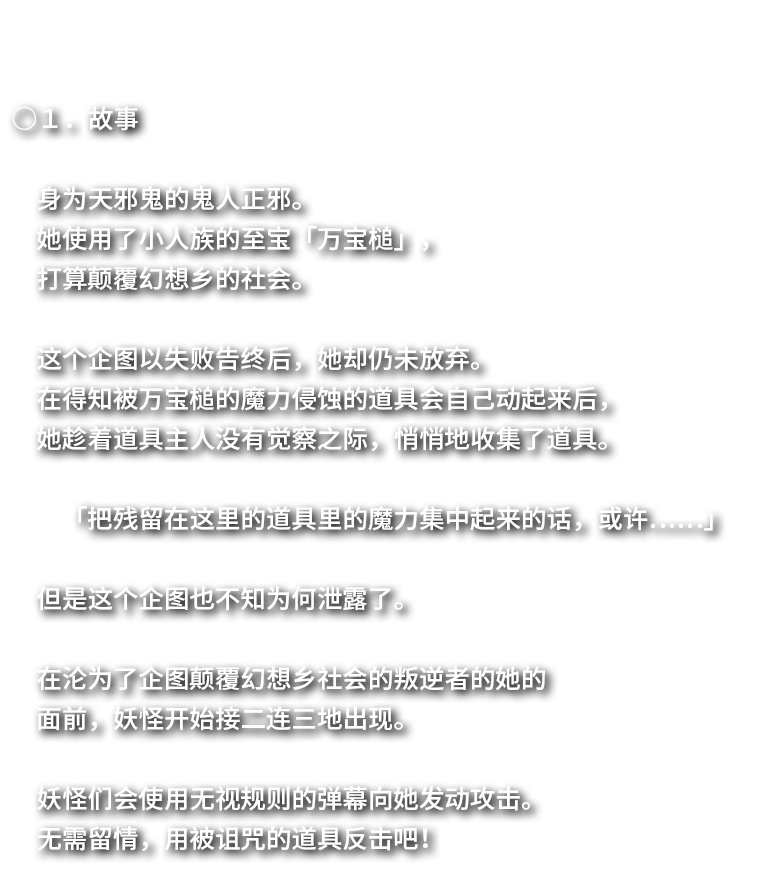 ○１．故事
身为天邪鬼的鬼人正邪。
她使用了小人族的至宝「万宝槌」，
打算颠覆幻想乡的社会。
这个企图以失败告终后，她却仍未放弃。
在得知被万宝槌的魔力侵蚀的道具会自己动起来后，
她趁着道具主人没有觉察之际，悄悄地收集了道具。
「把残留在这里的道具里的魔力集中起来的话，或许……」
但是这个企图也不知为何泄露了。
在沦为了企图颠覆幻想乡社会的叛逆者的她的
面前，妖怪开始接二连三地出现。
妖怪们会使用无视规则的弹幕向她发动攻击。
无需留情，用被诅咒的道具反击吧！